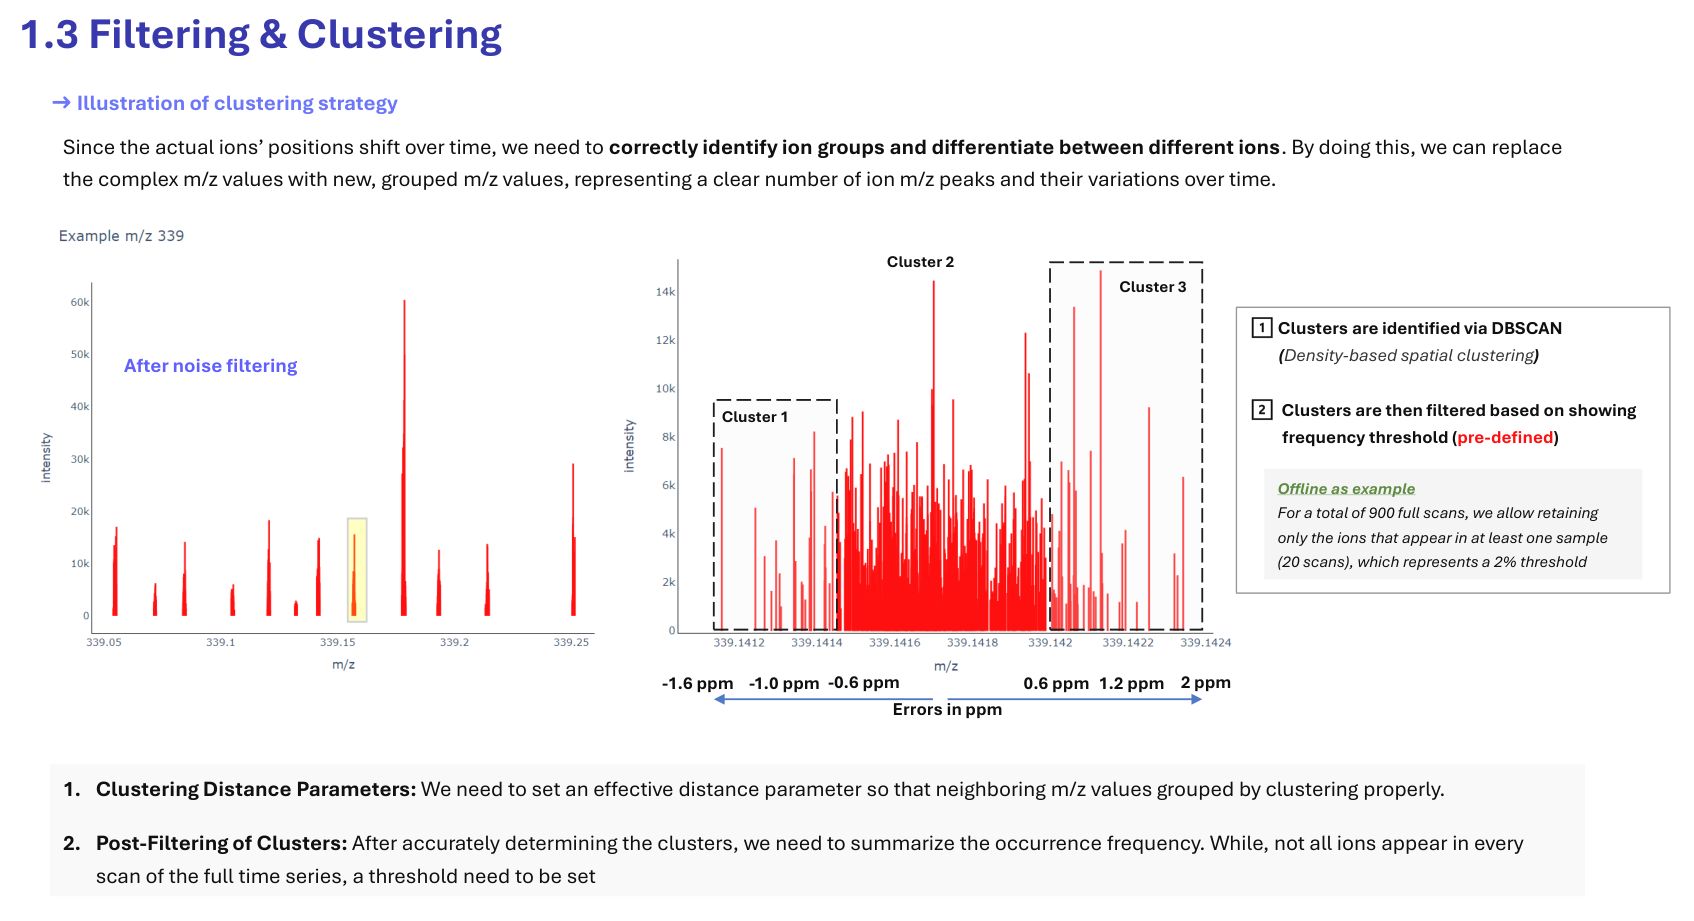 1.3 Filtering & Clustering
→ Illustration of clustering strategy
Since the actual ions’ positions shift over time, we need to correctly identify ion groups and differentiate between different ions. By doing this, we can replace
the complex m/z values with new, grouped m/z values, representing a clear number of ion m/z peaks and their variations over time.
Example m/z 339
After noise filtering
intensity
60k
50k
40k
30k
20k
10k
0
339.05 339.1 339.15 339.2 339.25
m/z
Cluster 1
Cluster 2
Cluster 3
intensity
14k
12k
10k
8k
6k
4k
2k
0
339.1412 339.1414 339.1416 339.1418 339.142 339.1422 339.1424
m/z
-1.6 ppm -1.0 ppm -0.6 ppm 0.6 ppm 1.2 ppm 2 ppm
Errors in ppm
1 Clusters are identified via DBSCAN
(Density-based spatial clustering)
2 Clusters are then filtered based on showing
frequency threshold (pre-defined)
Offline as example
For a total of 900 full scans, we allow retaining
only the ions that appear in at least one sample
(20 scans), which represents a 2% threshold
1. Clustering Distance Parameters: We need to set an effective distance parameter so that neighboring m/z values grouped by clustering properly.
2. Post-Filtering of Clusters: After accurately determining the clusters, we need to summarize the occurrence frequency. While, not all ions appear in every
scan of the full time series, a threshold need to be set